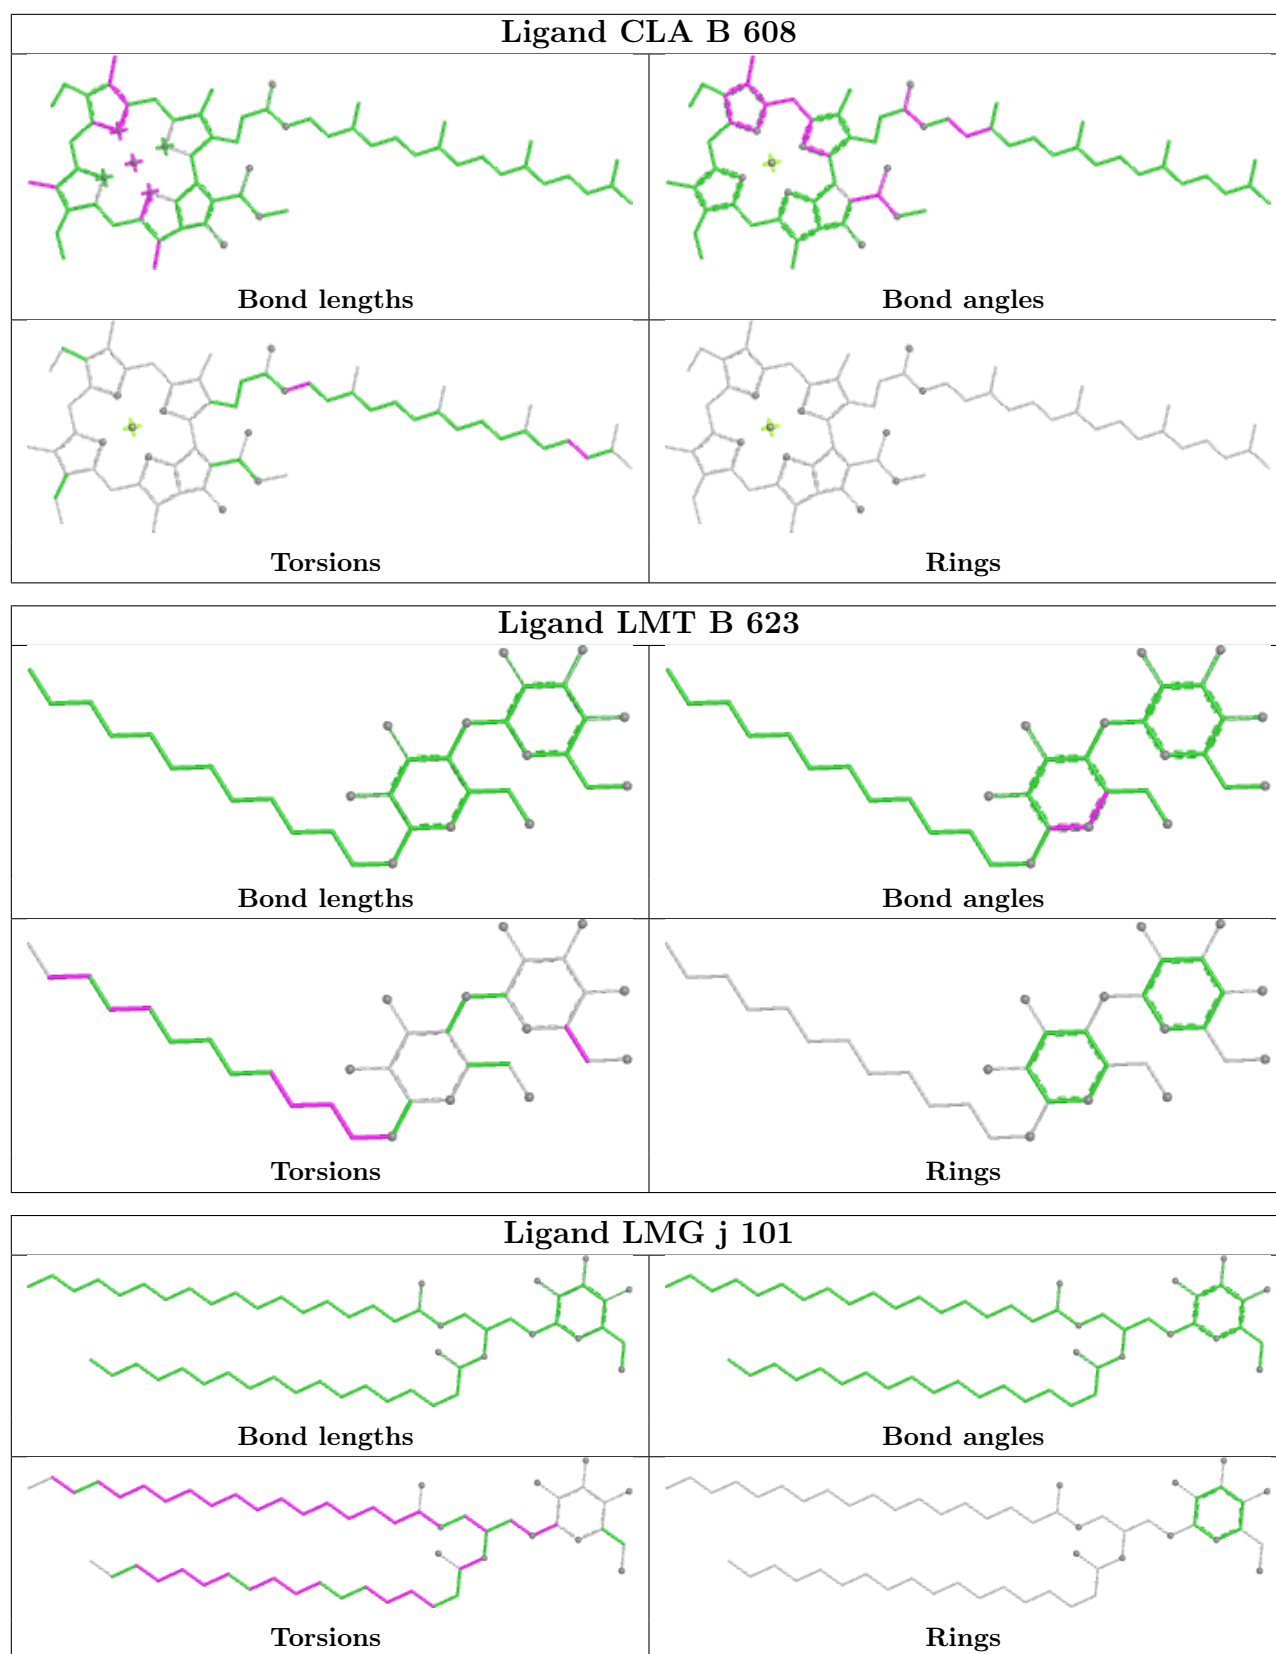 Ligand CLA B 608
Bond lengths
Bond angles
Torsions
Rings
Ligand LMT B 623
Bond lengths
Bond angles
Torsions
Rings
Ligand LMG j 101
Bond lengths
Bond angles
Torsions
Rings